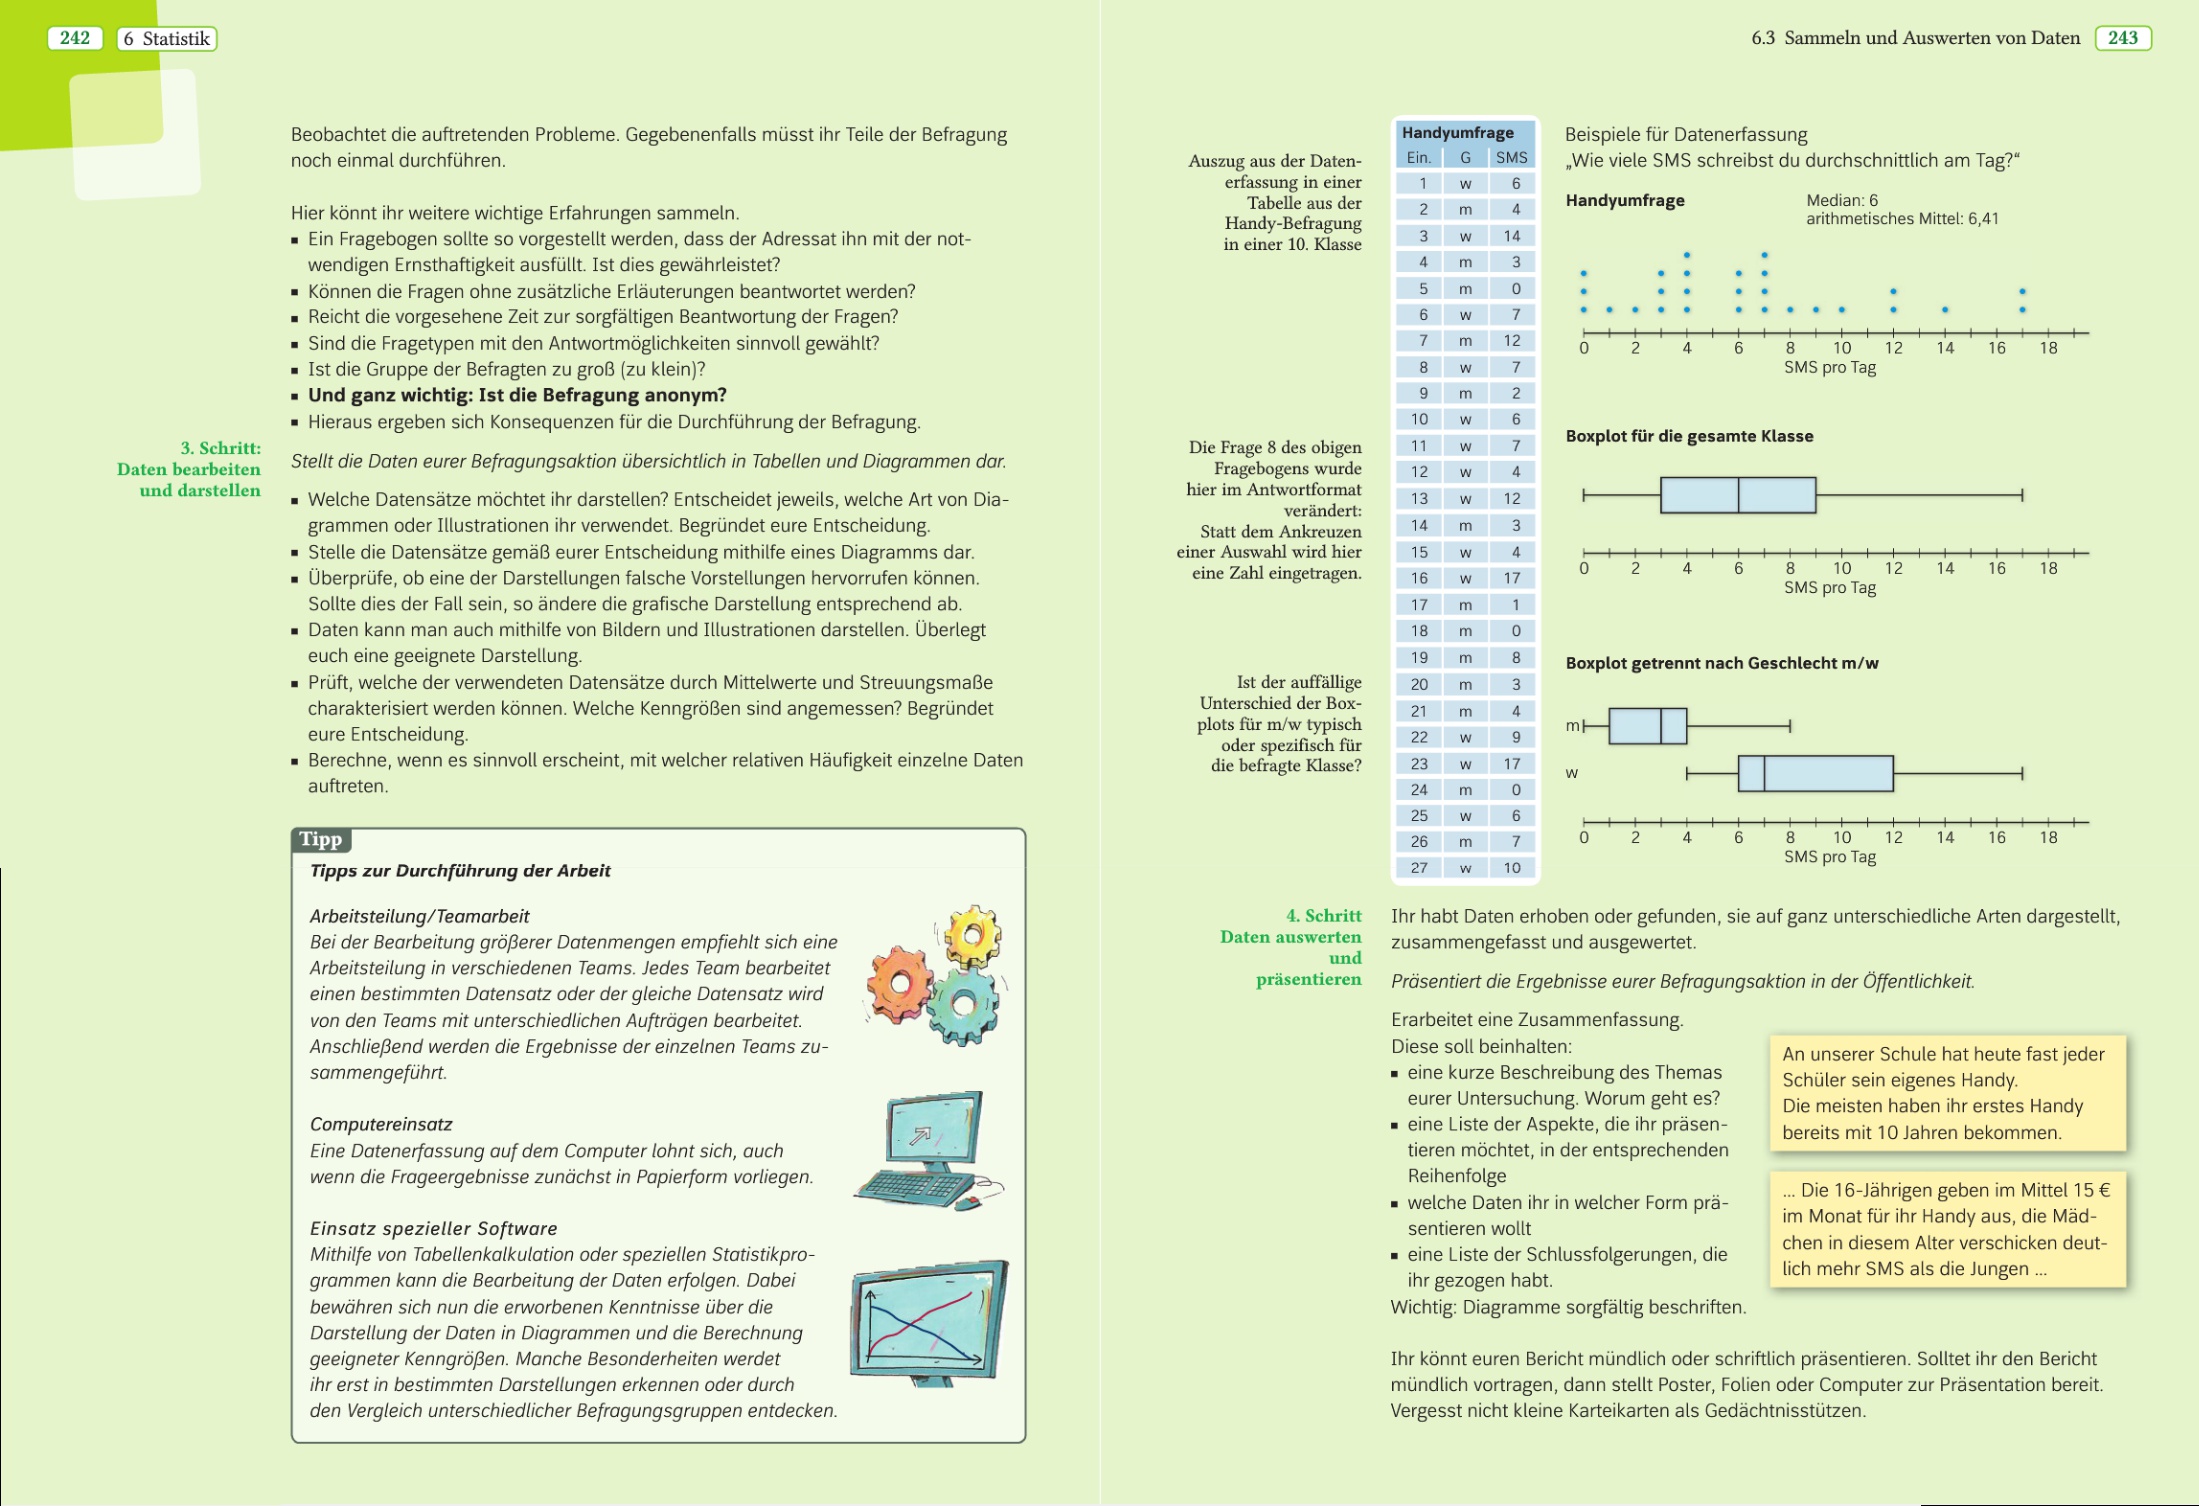 242
6 Statistik
Beobachtet die auftretenden Probleme. Gegebenenfalls müsst ihr Teile der Befragung
noch einmal durchführen.
Hier könnt ihr weitere wichtige Erfahrungen sammeln.
▪ Ein Fragebogen sollte so vorgestellt werden, dass der Adressat ihn mit der not-
wendigen Ernsthaftigkeit ausfüllt. Ist dies gewährleistet?
▪ Können die Fragen ohne zusätzliche Erläuterungen beantwortet werden?
▪ Reicht die vorgesehene Zeit zur sorgfältigen Beantwortung der Fragen?
▪ Sind die Fragetypen mit den Antwortmöglichkeiten sinnvoll gewählt?
▪ Ist die Gruppe der Befragten zu groß (zu klein)?
▪ Und ganz wichtig: Ist die Befragung anonym?
▪ Hieraus ergeben sich Konsequenzen für die Durchführung der Befragung.
3. Schritt:
Daten bearbeiten
und darstellen
Stellt die Daten eurer Befragungsaktion übersichtlich in Tabellen und Diagrammen dar.
▪ Welche Datensätze möchtet ihr darstellen? Entscheidet jeweils, welche Art von Dia-
grammen oder Illustrationen ihr verwendet. Begründet eure Entscheidung.
▪ Stelle die Datensätze gemäß eurer Entscheidung mithilfe eines Diagramms dar.
▪ Überprüfe, ob eine der Darstellungen falsche Vorstellungen hervorrufen können.
Sollte dies der Fall sein, so ändere die grafische Darstellung entsprechend ab.
▪ Daten kann man auch mithilfe von Bildern und Illustrationen darstellen. Überlegt
euch eine geeignete Darstellung.
▪ Prüft, welche der verwendeten Datensätze durch Mittelwerte und Streuungsmaße
charakterisiert werden können. Welche Kenngrößen sind angemessen? Begründet
eure Entscheidung.
▪ Berechne, wenn es sinnvoll erscheint, mit welcher relativen Häufigkeit einzelne Daten
auftreten.
Tipp
Tipps zur Durchführung der Arbeit
Arbeitsteilung/Teamarbeit
Bei der Bearbeitung größerer Datenmengen empfiehlt sich eine
Arbeitsteilung in verschiedenen Teams. Jedes Team bearbeitet
einen bestimmten Datensatz oder der gleiche Datensatz wird
von den Teams mit unterschiedlichen Aufträgen bearbeitet.
Anschließend werden die Ergebnisse der einzelnen Teams zu-
sammengeführt.
Computereinsatz
Eine Datenerfassung auf dem Computer lohnt sich, auch
wenn die Frageergebnisse zunächst in Papierform vorliegen.
Einsatz spezieller Software
Mithilfe von Tabellenkalkulation oder speziellen Statistikpro-
grammen kann die Bearbeitung der Daten erfolgen. Dabei
bewähren sich nun die erworbenen Kenntnisse über die
Darstellung der Daten in Diagrammen und die Berechnung
geeigneter Kenngrößen. Manche Besonderheiten werdet
ihr erst in bestimmten Darstellungen erkennen oder durch
den Vergleich unterschiedlicher Befragungsgruppen entdecken.
6.3 Sammeln und Auswerten von Daten
243
Auszug aus der Daten-
erfassung in einer
Tabelle aus der
Handy-Befragung
in einer 10. Klasse
Die Frage 8 des obigen
Fragebogens wurde
hier im Antwortformat
verändert:
Statt dem Ankreuzen
einer Auswahl wird hier
eine Zahl eingetragen.
Ist der auffällige
Unterschied der Box-
plots für m/w typisch
oder spezifisch für
die befragte Klasse?
Handyumfrage
Ein. G SMS
1 w 6
2 m 4
3 w 14
4 m 3
5 m 0
6 w 7
7 m 12
8 w 7
9 m 2
10 w 6
11 w 7
12 w 4
13 w 12
14 m 3
15 w 4
16 w 17
17 m 1
18 m 0
19 m 8
20 m 3
21 m 4
22 w 9
23 w 17
24 m 0
25 w 6
26 m 7
27 w 10
Beispiele für Datenerfassung
„Wie viele SMS schreibst du durchschnittlich am Tag?“
Handyumfrage
Median: 6
arithmetisches Mittel: 6,41
0 2 4 6 8 10 12 14 16 18
SMS pro Tag
Boxplot für die gesamte Klasse
0 2 4 6 8 10 12 14 16 18
SMS pro Tag
Boxplot getrennt nach Geschlecht m/w
m
w
0 2 4 6 8 10 12 14 16 18
SMS pro Tag
4. Schritt
Daten auswerten
und
präsentieren
Ihr habt Daten erhoben oder gefunden, sie auf ganz unterschiedliche Arten dargestellt,
zusammengefasst und ausgewertet.
Präsentiert die Ergebnisse eurer Befragungsaktion in der Öffentlichkeit.
Erarbeitet eine Zusammenfassung.
Diese soll beinhalten:
▪ eine kurze Beschreibung des Themas
eurer Untersuchung. Worum geht es?
▪ eine Liste der Aspekte, die ihr präsen-
tieren möchtet, in der entsprechenden
Reihenfolge
▪ welche Daten ihr in welcher Form prä-
sentieren wollt
▪ eine Liste der Schlussfolgerungen, die
ihr gezogen habt.
Wichtig: Diagramme sorgfältig beschriften.
An unserer Schule hat heute fast jeder
Schüler sein eigenes Handy.
Die meisten haben ihr erstes Handy
bereits mit 10 Jahren bekommen.
... Die 16-Jährigen geben im Mittel 15 €
im Monat für ihr Handy aus, die Mäd-
chen in diesem Alter verschicken deut-
lich mehr SMS als die Jungen ...
Ihr könnt euren Bericht mündlich oder schriftlich präsentieren. Solltet ihr den Bericht
mündlich vortragen, dann stellt Poster, Folien oder Computer zur Präsentation bereit.
Vergesst nicht kleine Karteikarten als Gedächtnisstützen.